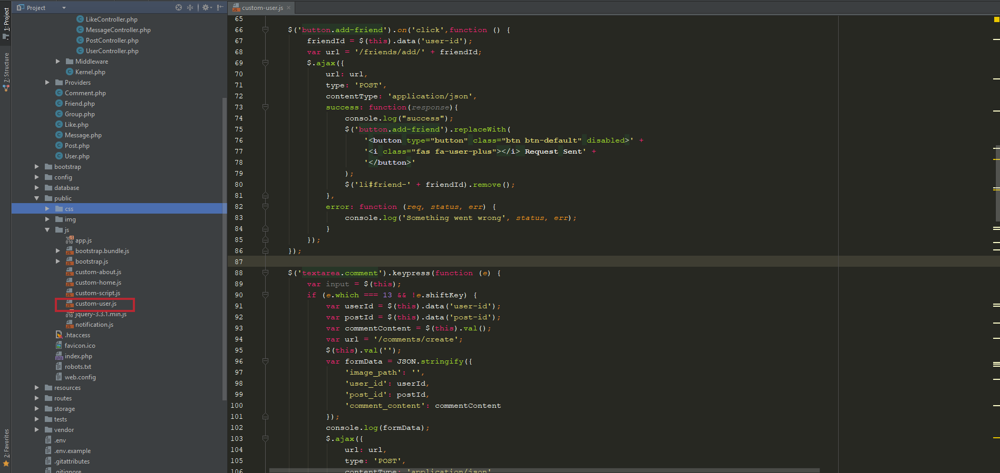 Project
custom-user.js
1: Project
7: Structure
2: Favorites
LikeController.php
MessageController.php
PostController.php
UserController.php
Middleware
Kernel.php
Providers
Comment.php
Friend.php
Group.php
Like.php
Message.php
Post.php
User.php
bootstrap
config
database
public
css
img
js
app.js
bootstrap.bundle.js
bootstrap.js
custom-about.js
custom-home.js
custom-script.js
custom-user.js
jquery-3.3.1.min.js
notification.js
.htaccess
favicon.ico
index.php
robots.txt
web.config
resources
routes
storage
tests
vendor
.env
.env.example
.gitattributes
.gitignore
65
66 $('button.add-friend').on('click',function () {
67 friendId = $(this).data('user-id');
68 var url = '/friends/add/' + friendId;
69 $.ajax({
70 url: url,
71 type: 'POST',
72 contentType: 'application/json',
73 success: function(response){
74 console.log("success");
75 $('button.add-friend').replaceWith(
76 '<button type="button" class="btn btn-default" disabled>' +
77 '<i class="fas fa-user-plus"></i> Request Sent' +
78 '</button>'
79 );
80 $('li#friend-' + friendId).remove();
81 },
82 error: function (req, status, err) {
83 console.log('Something went wrong', status, err);
84 }
85 });
86 });
87
88 $('textarea.comment').keypress(function (e) {
89 var input = $(this);
90 if (e.which === 13 && !e.shiftKey) {
91 var userId = $(this).data('user-id');
92 var postId = $(this).data('post-id');
93 var commentContent = $(this).val();
94 var url = '/comments/create';
95 $(this).val('');
96 var formData = JSON.stringify({
97 'image_path': '',
98 'user_id': userId,
99 'post_id': postId,
100 'comment_content': commentContent
101 });
102 console.log(formData);
103 $.ajax({
104 url: url,
105 type: 'POST',
106 contentType: 'application/json'